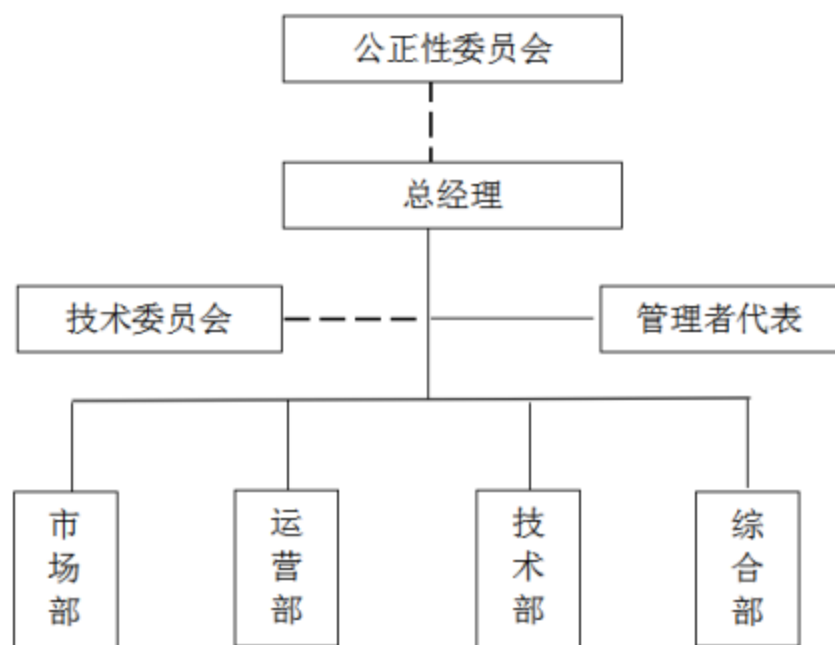 公正性委员会
总经理
技术委员会
管理者代表
市场部
运营部
技术部
综合部